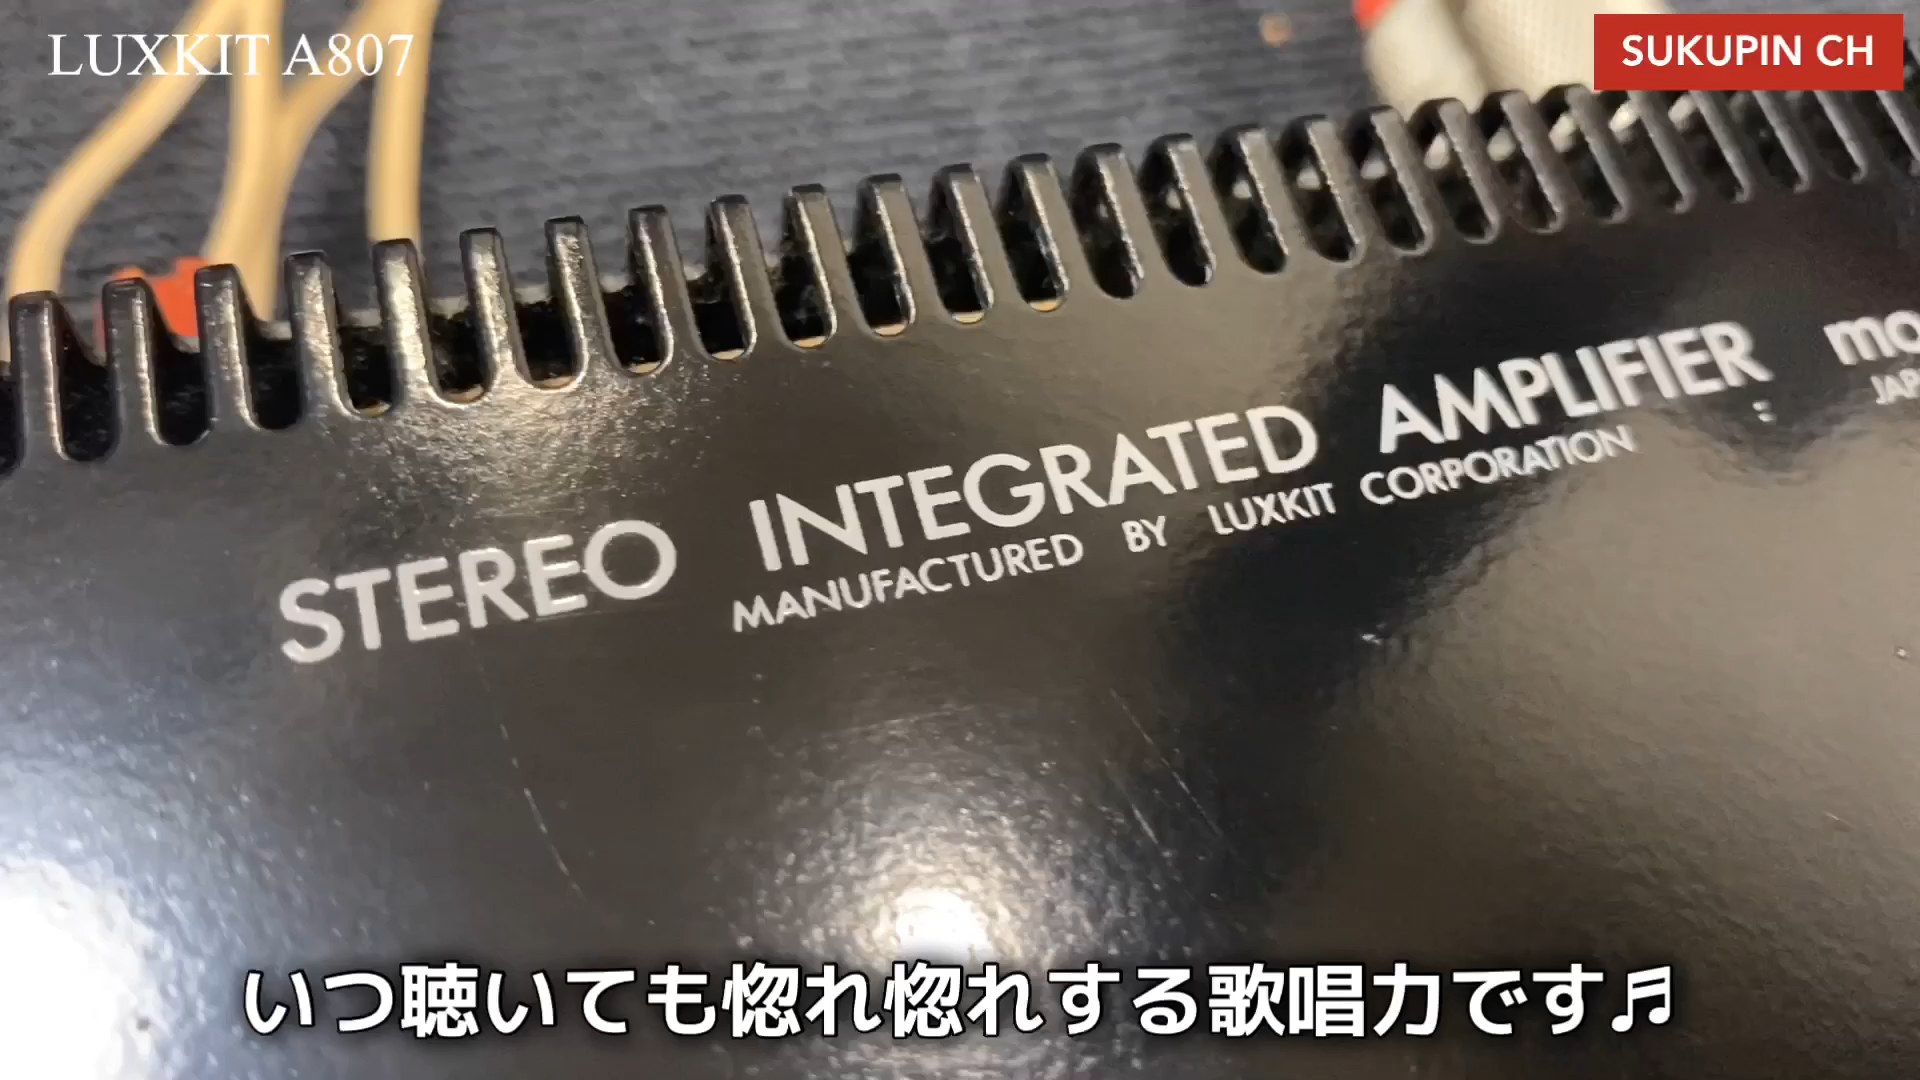 LUXKIT A807
SUKUPIN CH
STEREO INTEGRATED AMPLIFIER
MANUFACTURED BY LUXKIT CORPORATION :
いつ聴いても惚れ惚れする歌唱力です♬